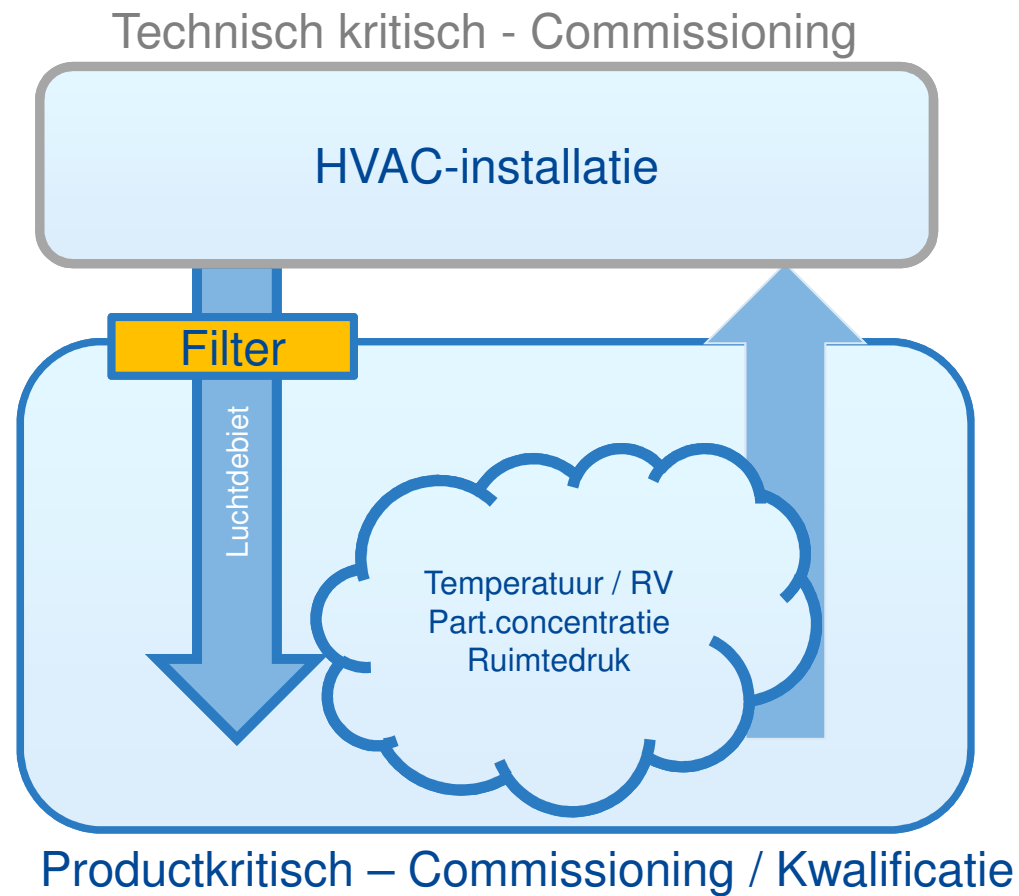 Technisch kritisch - Commissioning
HVAC-installatie
Filter
Luchtdebiet
Temperatuur / RV
Part.concentratie
Ruimtedruk
Productkritisch – Commissioning / Kwalificatie